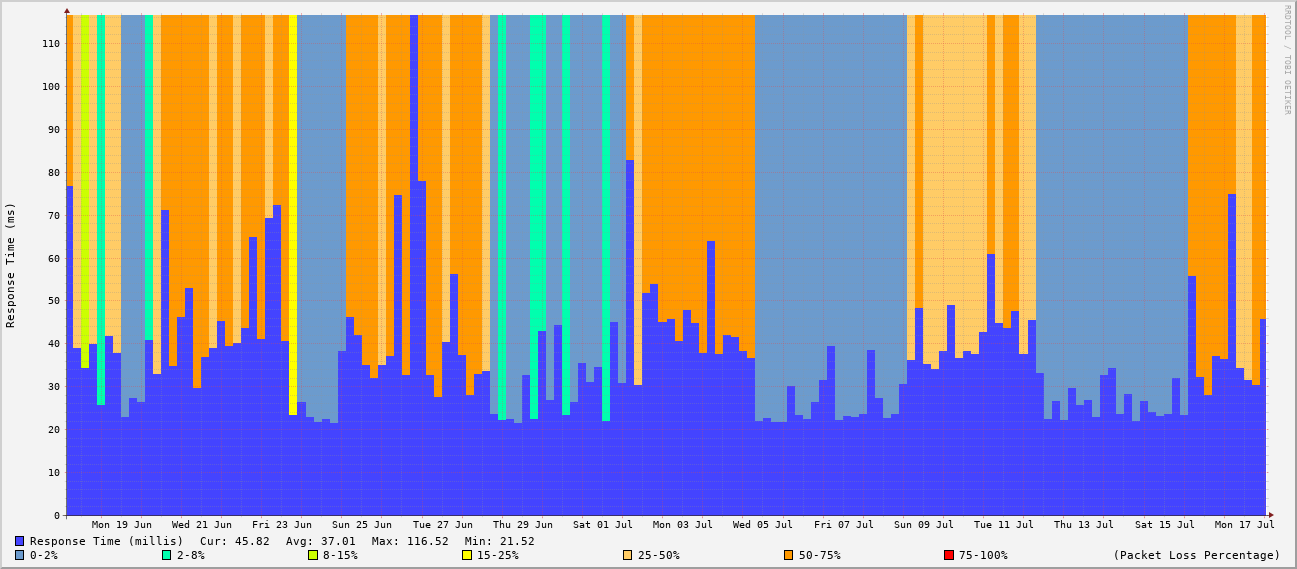 RRDTOOL / TOBI OETIKER
Response Time (ms)
110
100
90
80
70
60
50
40
30
20
10
0
Mon 19 Jun Wed 21 Jun Fri 23 Jun Sun 25 Jun Tue 27 Jun Thu 29 Jun Sat 01 Jul Mon 03 Jul Wed 05 Jul Fri 07 Jul Sun 09 Jul Tue 11 Jul Thu 13 Jul Sat 15 Jul Mon 17 Jul
Response Time (millis) Cur: 45.82 Avg: 37.01 Max: 116.52 Min: 21.52
0-2% 2-8% 8-15% 15-25% 25-50% 50-75% 75-100% (Packet Loss Percentage)